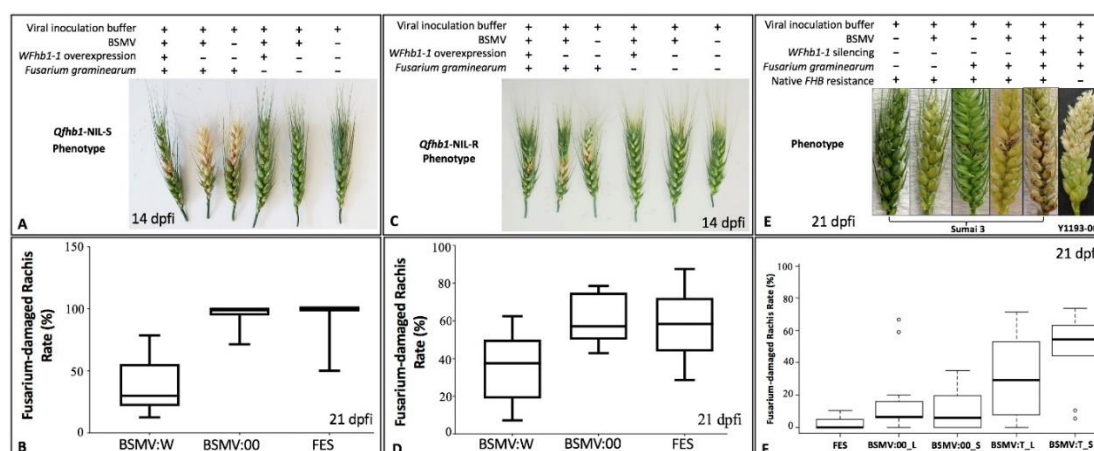 Viral inoculation buffer + + + + + +
BSMV + + - + + -
WFhb1-1 overexpression + - - + - -
Fusarium graminearum + + + - - -
Qfhb1-NIL-S
Phenotype
A
14 dpfi
Viral inoculation buffer + + + + + +
BSMV + + - + + -
WFhb1-1 overexpression + - - + - -
Fusarium graminearum + + + - - -
Qfhb1-NIL-R
Phenotype
C
14 dpfi
Viral inoculation buffer + + + + + +
BSMV - + - + + +
WFhb1-1 silencing - - - - + +
Fusarium graminearum - - + + + +
Native FHB resistance + + + + + -
Phenotype
E
21 dpfi
Sumai 3
Y1193-06
Fusarium-damaged Rachis
Rate (%)
150
100
50
0
21 dpfi
B
BSMV:W
BSMV:00
FES
Fusarium-damaged Rachis
Rate (%)
100
80
60
40
20
0
21 dpfi
D
BSMV:W
BSMV:00
FES
21 dpfi
Fusarium-damaged Rachis Rate (%)
100
80
60
40
20
0
F
FES
BSMV:00_L
BSMV:00_S
BSMV:T_L
BSMV:T_S